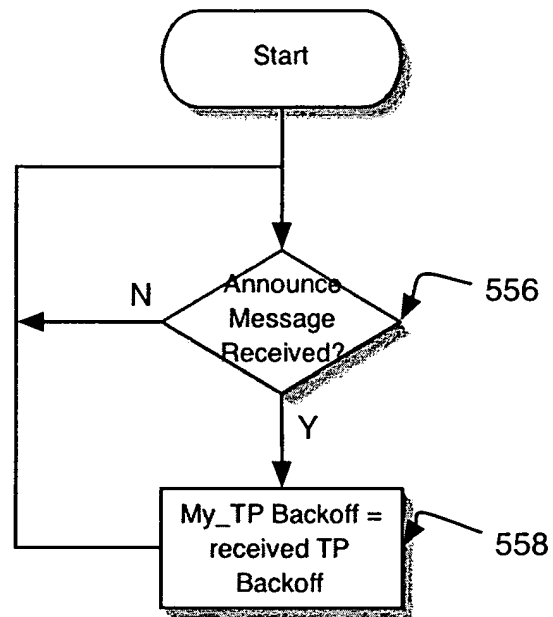 Start
Announce
Message
Received?
N
556
Y
My_TP Backoff =
received TP
Backoff
558